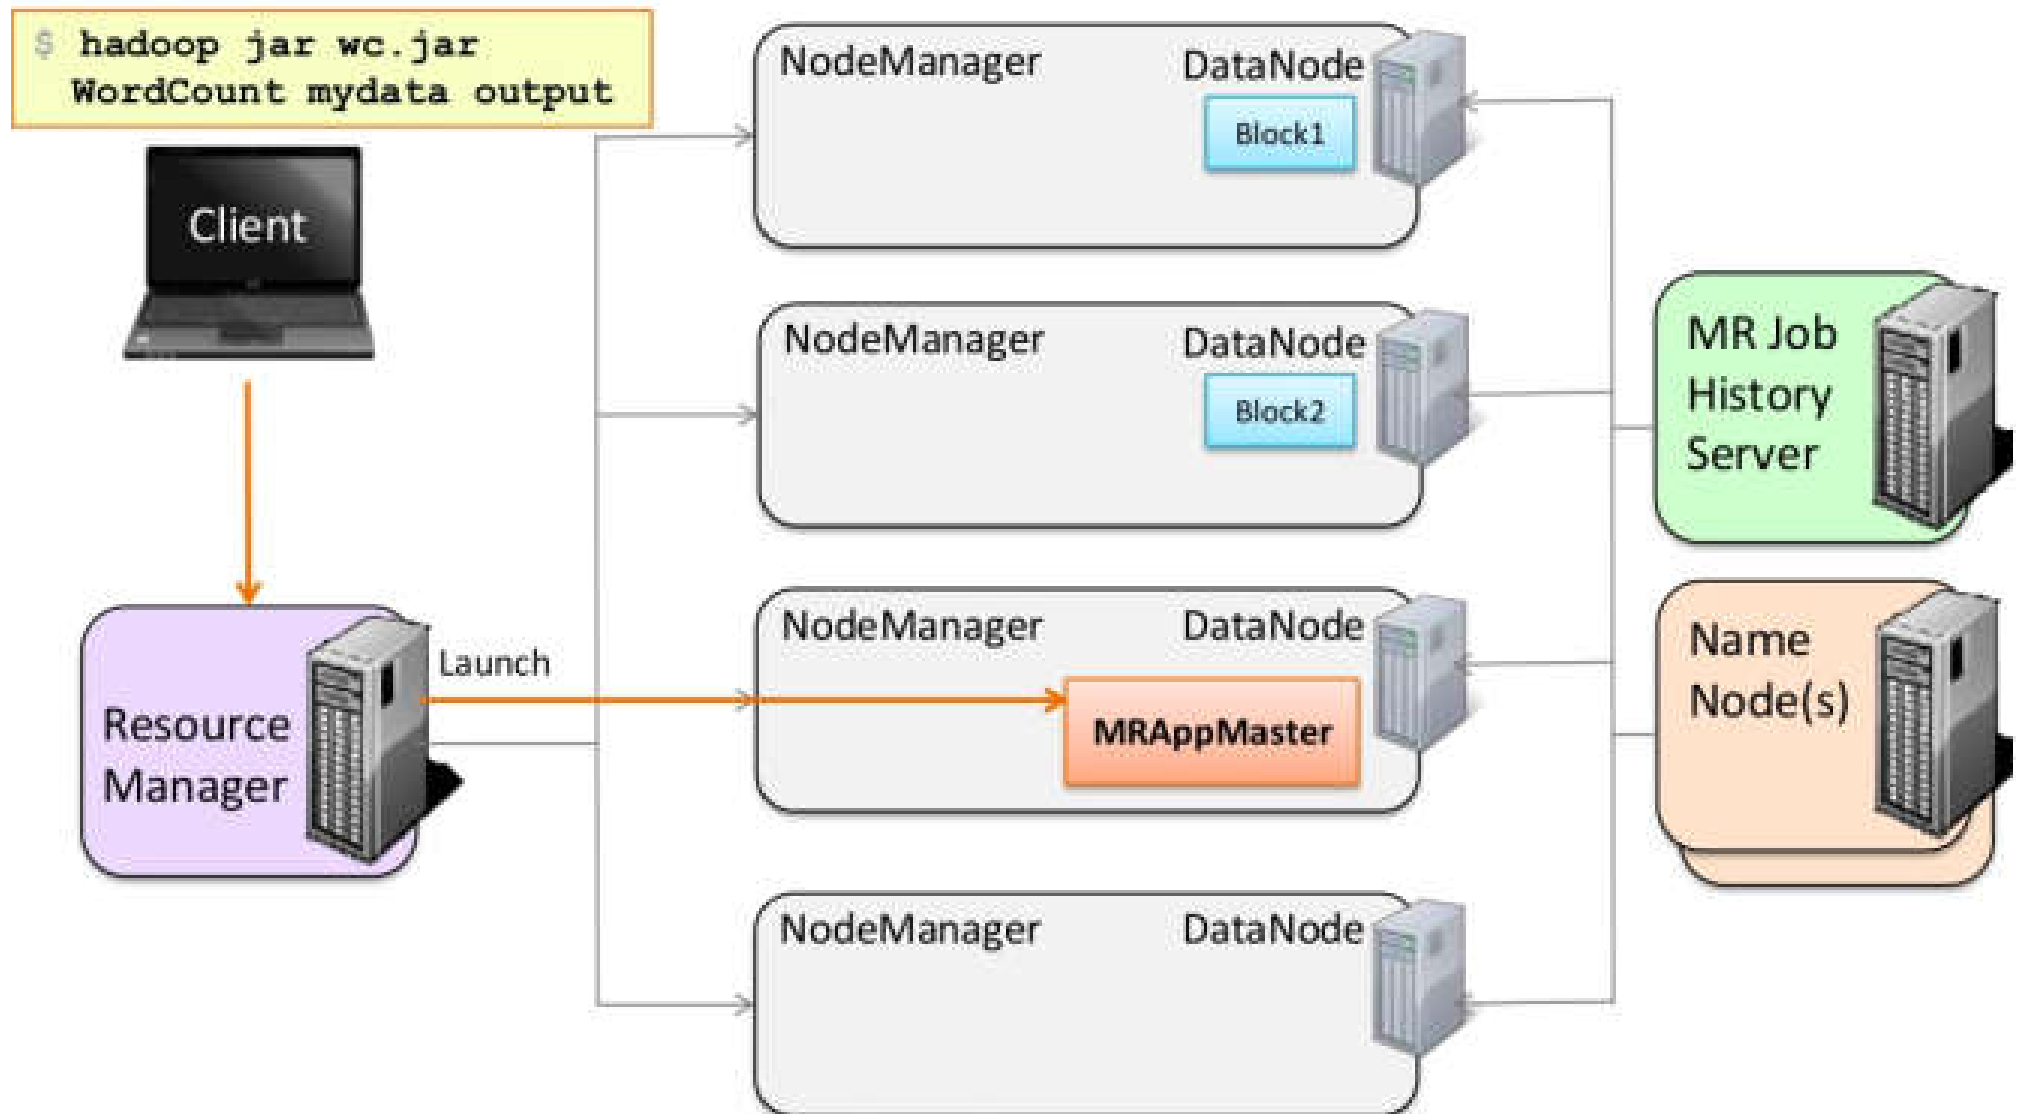 $ hadoop jar wc.jar
WordCount mydata output
Client
Resource
Manager
Launch
NodeManager
DataNode
Block1
NodeManager
DataNode
Block2
NodeManager
DataNode
MRAppMaster
NodeManager
DataNode
MR Job
History
Server
Name
Node(s)